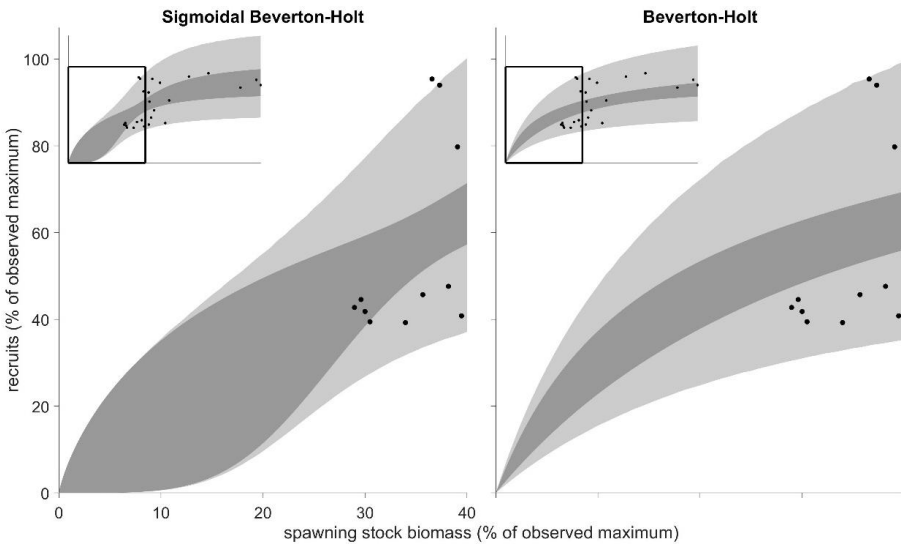 Sigmoidal Beverton-Holt
Beverton-Holt
100
80
60
40
20
0
recruits (% of observed maximum)
0 10 20 30 40
spawning stock biomass (% of observed maximum)